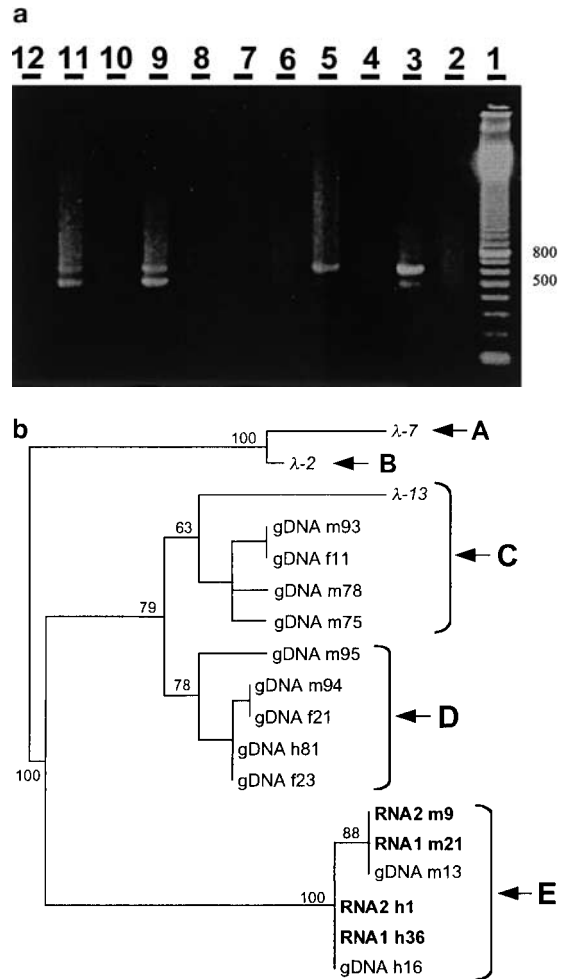 a
12 11 10 9 8 7 6 5 4 3 2 1
800
500
b
100
λ-7 A
λ-2 B
λ-13
63
gDNA m93
gDNA f11
C
gDNA m78
79
gDNA m75
gDNA m95
78
gDNA m94
gDNA f21
D
gDNA h81
gDNA f23
100
RNA2 m9
88
RNA1 m21
gDNA m13
E
100
RNA2 h1
RNA1 h36
gDNA h16